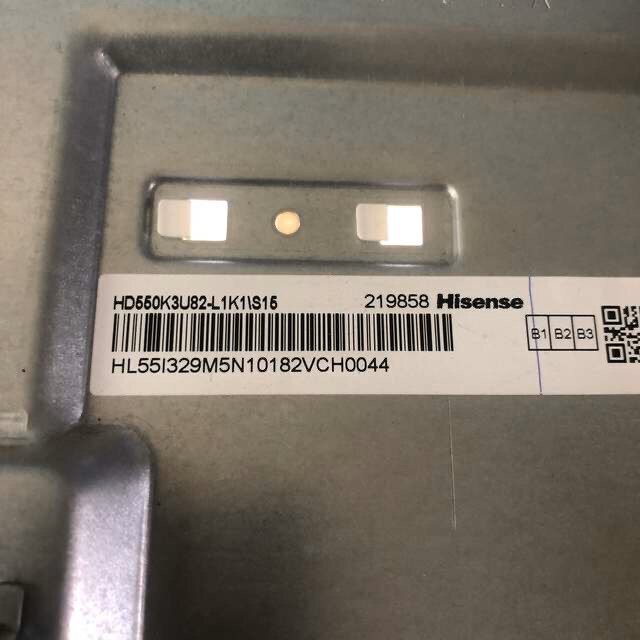 HD550K3U82-L1K1\S15 219858 Hisense
HL55I329M5N10182VCH0044
B1 B2 B3